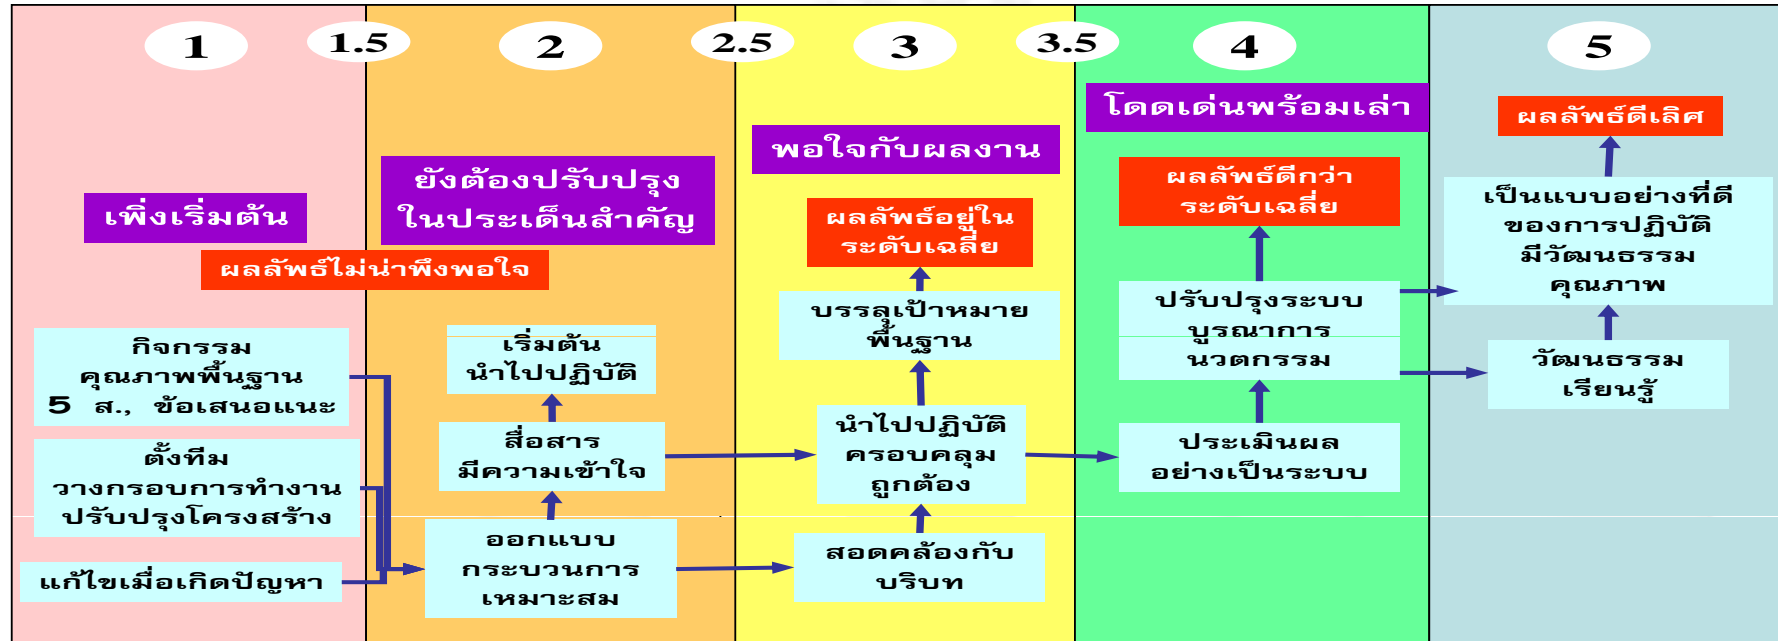 1
1.5
2
2.5
3
3.5
4
5
เพิ่งเริ่มต้น
ผลลัพธ์ไม่น่าพึงพอใจ
กิจกรรม
คุณภาพพื้นฐาน
5 ส., ข้อเสนอแนะ
ตั้งทีม
วางกรอบการทำงาน
ปรับปรุงโครงสร้าง
แก้ไขเมื่อเกิดปัญหา
ยังต้องปรับปรุง
ในประเด็นสำคัญ
เริ่มต้น
นำไปปฏิบัติ
สื่อสาร
มีความเข้าใจ
ออกแบบ
กระบวนการ
เหมาะสม
พอใจกับผลงาน
ผลลัพธ์อยู่ใน
ระดับเฉลี่ย
บรรลุเป้าหมาย
พื้นฐาน
นำไปปฏิบัติ
ครอบคลุม
ถูกต้อง
สอดคล้องกับ
บริบท
โดดเด่นพร้อมเล่า
ผลลัพธ์ดีกว่า
ระดับเฉลี่ย
ปรับปรุงระบบ
บูรณาการ
นวตกรรม
ประเมินผล
อย่างเป็นระบบ
ผลลัพธ์ดีเลิศ
เป็นแบบอย่างที่ดี
ของการปฏิบัติ
มีวัฒนธรรม
คุณภาพ
วัฒนธรรม
เรียนรู้